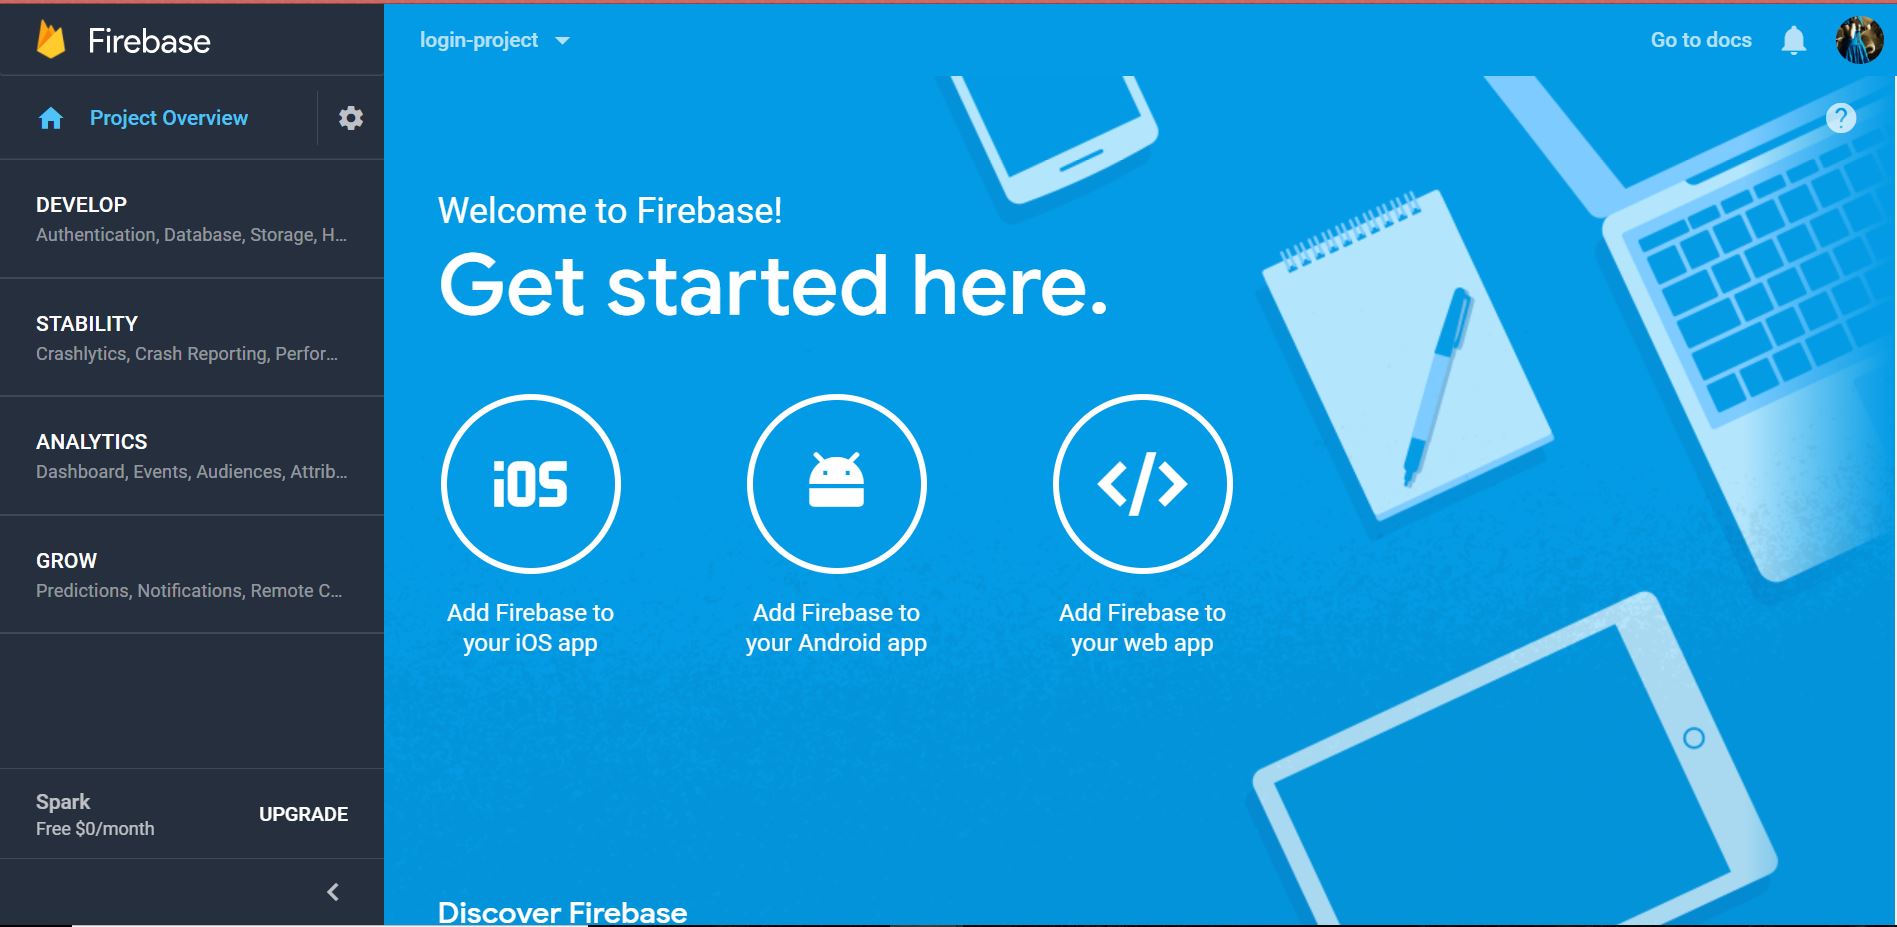 Firebase
login-project
Go to docs
Project Overview
?
DEVELOP
Authentication, Database, Storage, H...
STABILITY
Crashlytics, Crash Reporting, Perfor...
ANALYTICS
Dashboard, Events, Audiences, Attrib...
GROW
Predictions, Notifications, Remote C...
Spark
Free $0/month
UPGRADE
Welcome to Firebase!
Get started here.
iOS
</>
Add Firebase to
your iOS app
Add Firebase to
your Android app
Add Firebase to
your web app
Discover Firebase